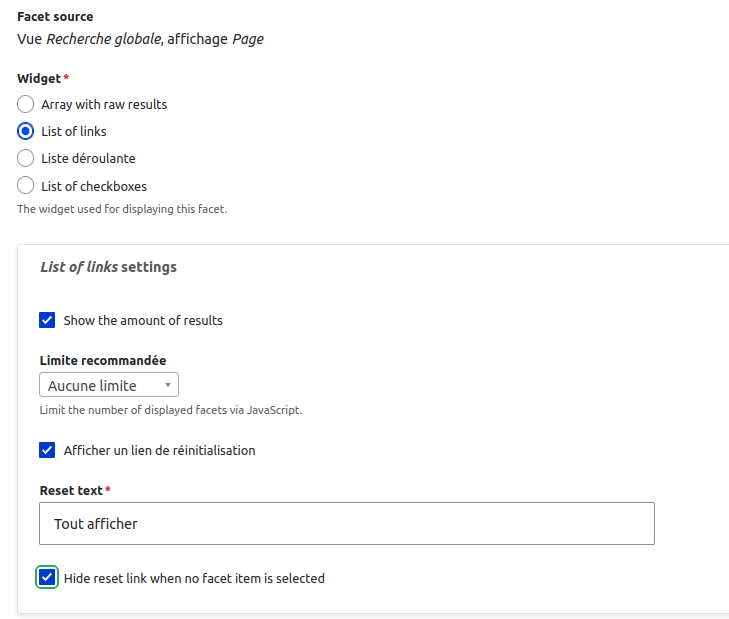 Facet source
Vue Recherche globale, affichage Page
Widget *
Array with raw results
List of links
Liste déroulante
List of checkboxes
The widget used for displaying this facet.
List of links settings
Show the amount of results
Limite recommandée
Aucune limite
Limit the number of displayed facets via JavaScript.
Afficher un lien de réinitialisation
Reset text *
Tout afficher
Hide reset link when no facet item is selected